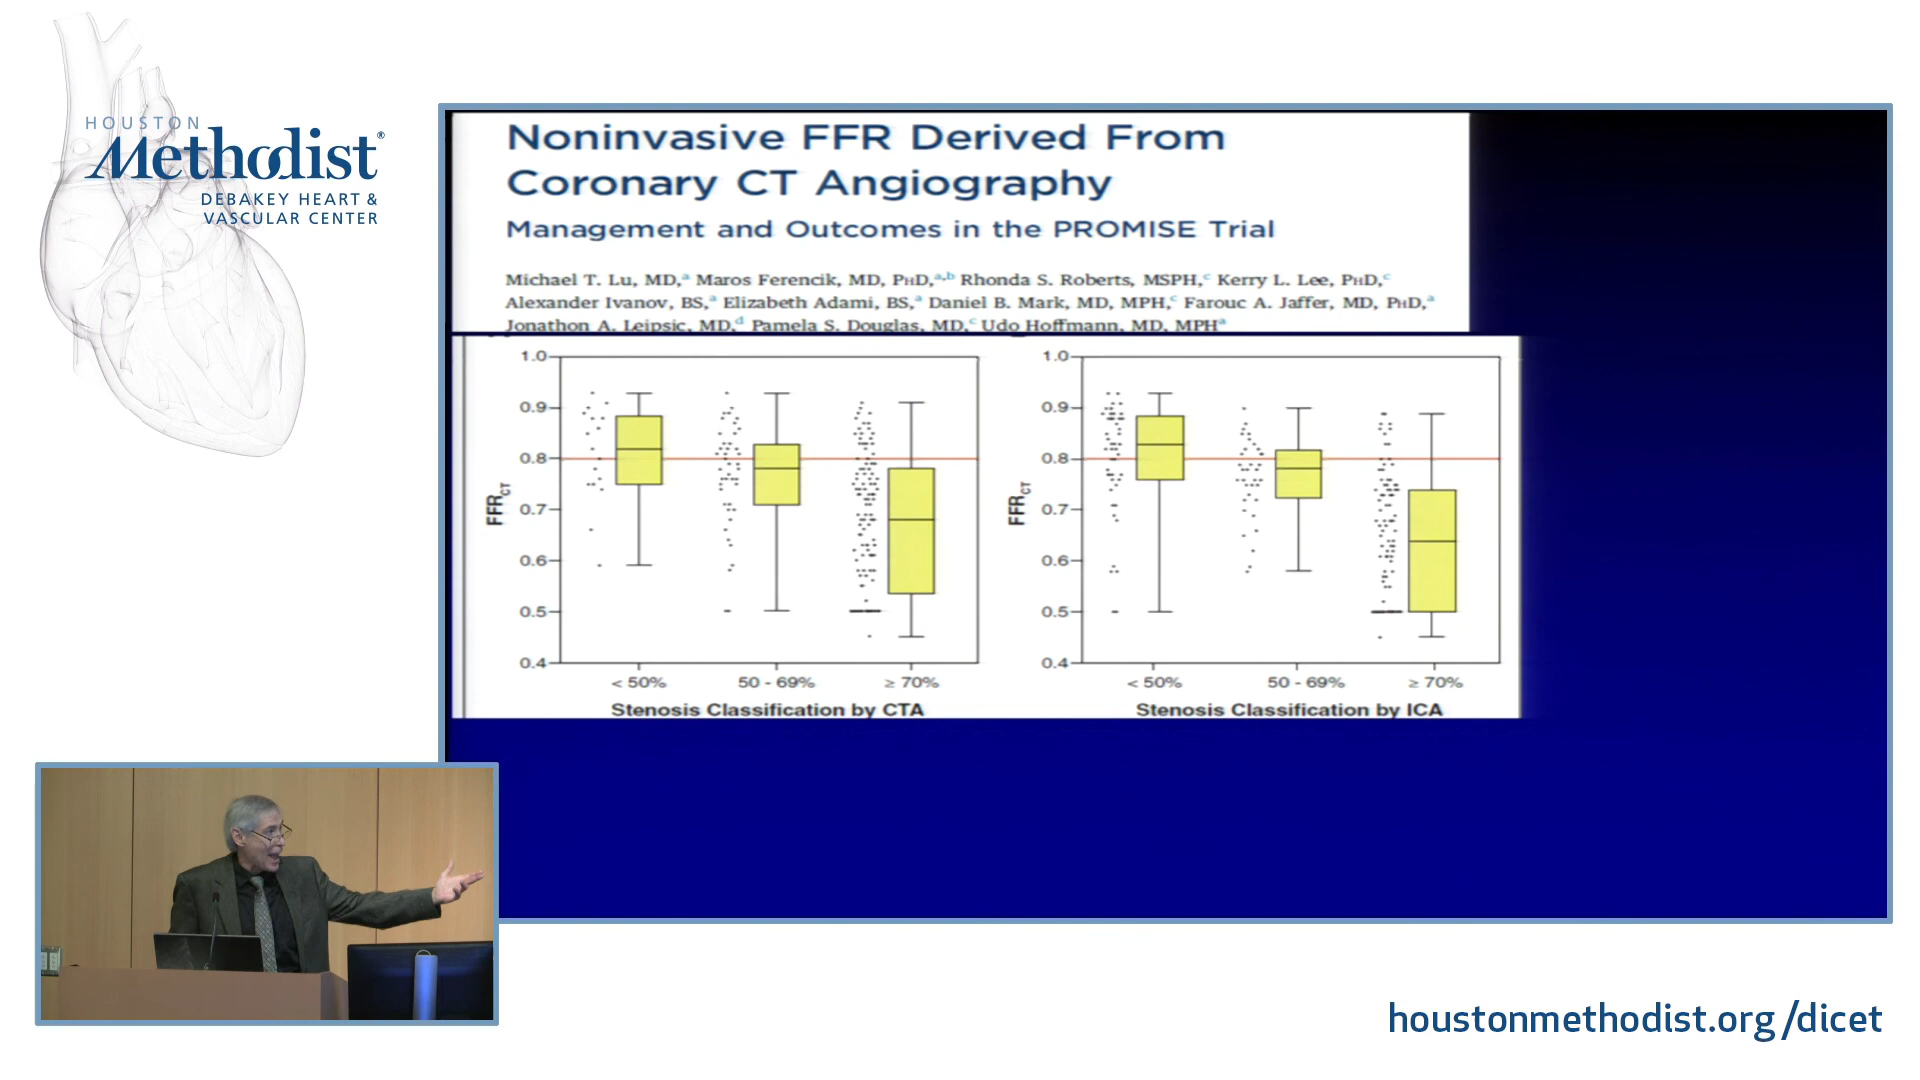 HOUSTON
Methodist®
DEBAKEY HEART &
VASCULAR CENTER
Noninvasive FFR Derived From
Coronary CT Angiography
Management and Outcomes in the PROMISE Trial
Michael T. Lu, MD,a Maros Ferencik, MD, PHD,a,b Rhonda S. Roberts, MSPH,c Kerry L. Lee, PHD,c
Alexander Ivanov, BS,a Elizabeth Adami, BS,a Daniel B. Mark, MD, MPH,c Farouc A. Jaffer, MD, PHD,a
Jonathon A. Leipsic, MD,d Pamela S. Douglas, MD,c Udo Hoffmann, MD, MPHa
1.0
0.9
0.8
0.7
0.6
0.5
0.4
FFRCT
< 50% 50 - 69% ≥ 70%
Stenosis Classification by CTA
1.0
0.9
0.8
0.7
0.6
0.5
0.4
FFRCT
< 50% 50 - 69% ≥ 70%
Stenosis Classification by ICA
houstonmethodist.org/dicet